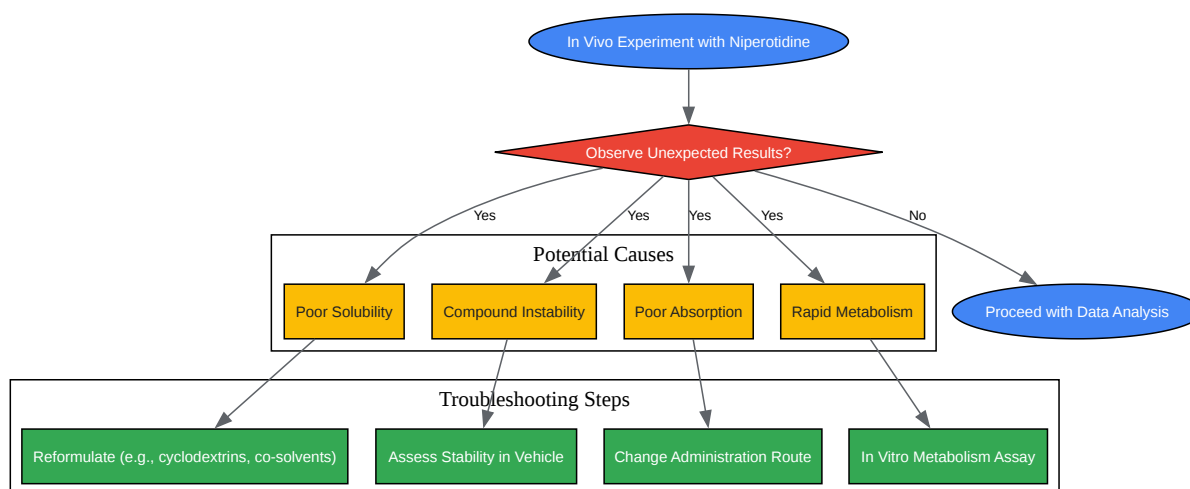 In Vivo Experiment with Niperotidine
Observe Unexpected Results?
Yes
Yes
Yes
Yes
No
Potential Causes
Poor Solubility
Compound Instability
Poor Absorption
Rapid Metabolism
Proceed with Data Analysis
Troubleshooting Steps
Reformulate (e.g., cyclodextrins, co-solvents)
Assess Stability in Vehicle
Change Administration Route
In Vitro Metabolism Assay